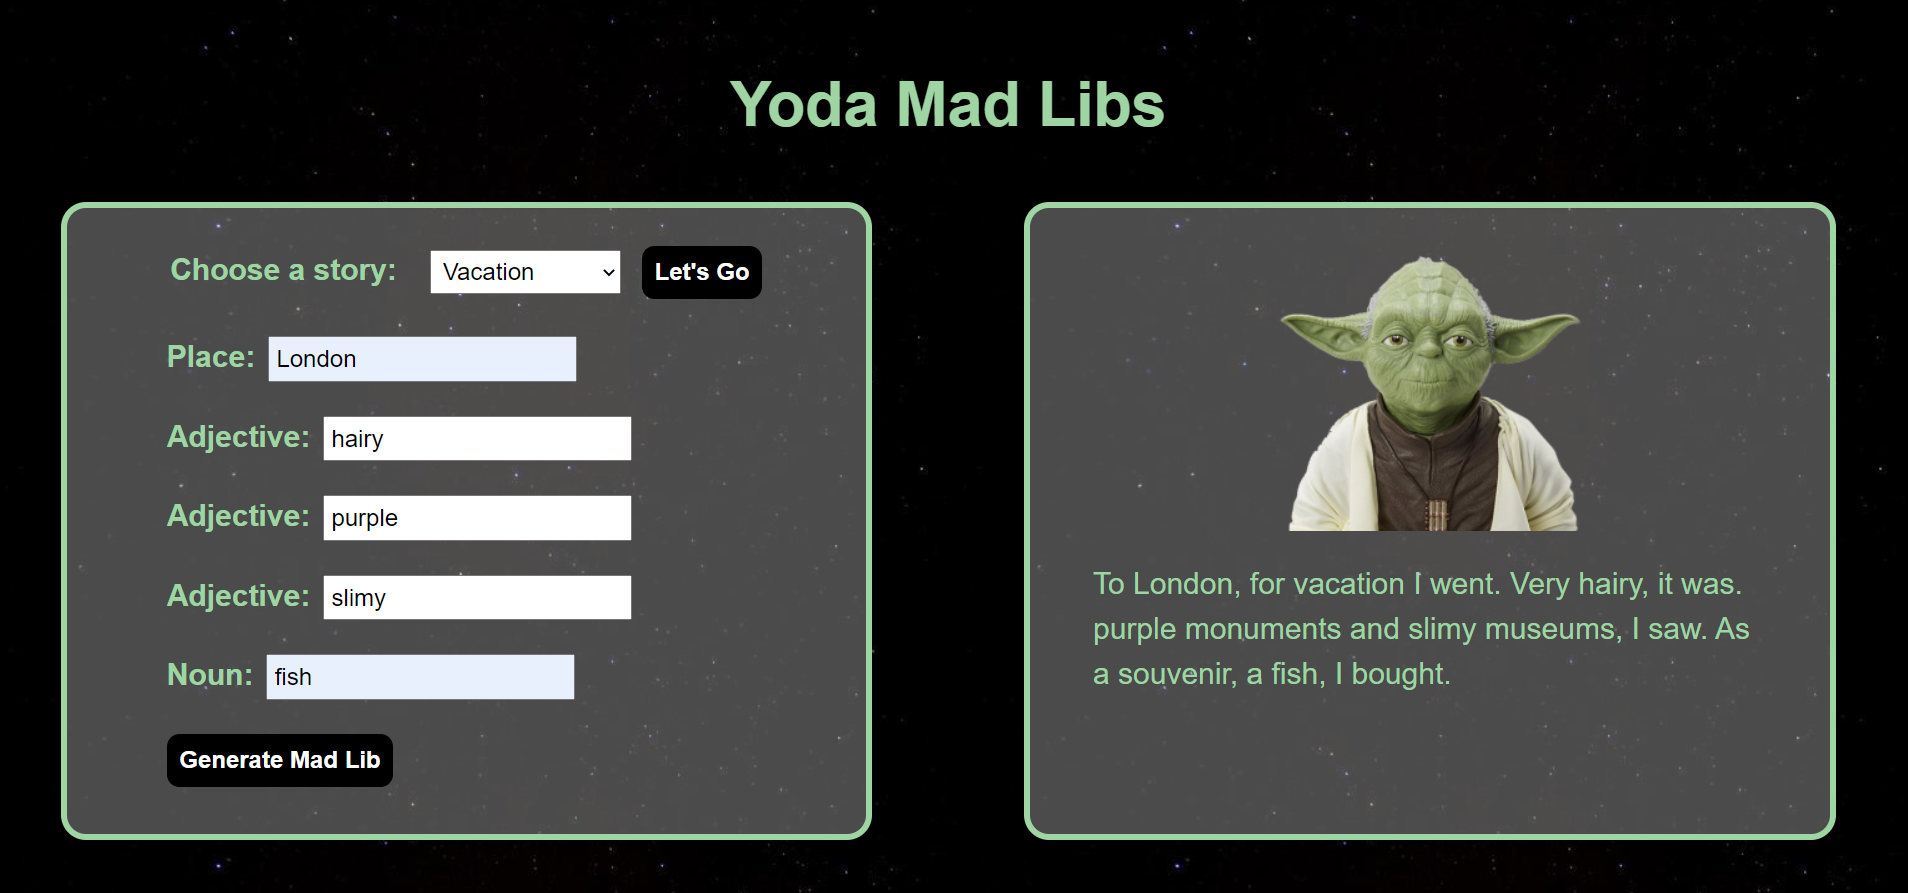 Yoda Mad Libs
Choose a story: Vacation Let's Go
Place: London
Adjective: hairy
Adjective: purple
Adjective: slimy
Noun: fish
Generate Mad Lib
To London, for vacation I went. Very hairy, it was.
purple monuments and slimy museums, I saw. As
a souvenir, a fish, I bought.